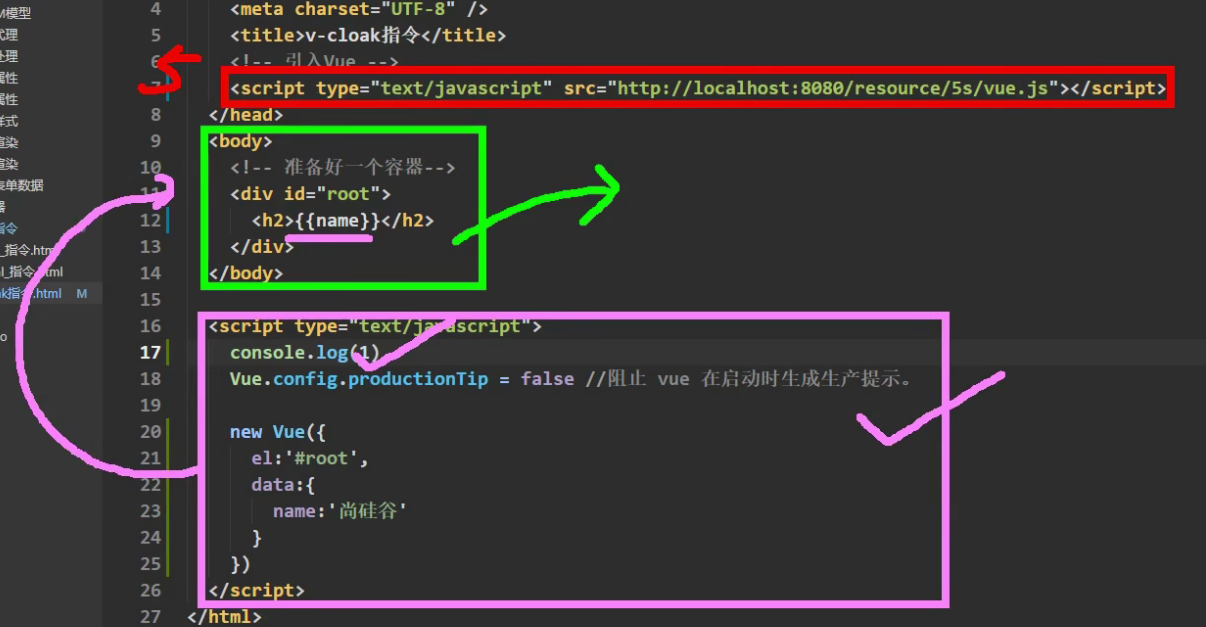 M模型
代理
处理
属性
属性
样式
渲染
渲染
表单数据
器
指令
_指令.htm
l_指令.html
ak指令.html M
o
4 <meta charset="UTF-8" />
5 <title>v-cloak指令</title>
6 <!-- 引入Vue -->
7 <script type="text/javascript" src="http://localhost:8080/resource/5s/vue.js"></script>
8 </head>
9 <body>
10 <!-- 准备好一个容器-->
11 <div id="root">
12 <h2>{{name}}</h2>
13 </div>
14 </body>
15
16 <script type="text/javascript">
17 console.log(1)
18 Vue.config.productionTip = false //阻止 vue 在启动时生成生产提示。
19
20 new Vue({
21 el:'#root',
22 data:{
23 name:'尚硅谷'
24 }
25 })
26 </script>
27 </html>